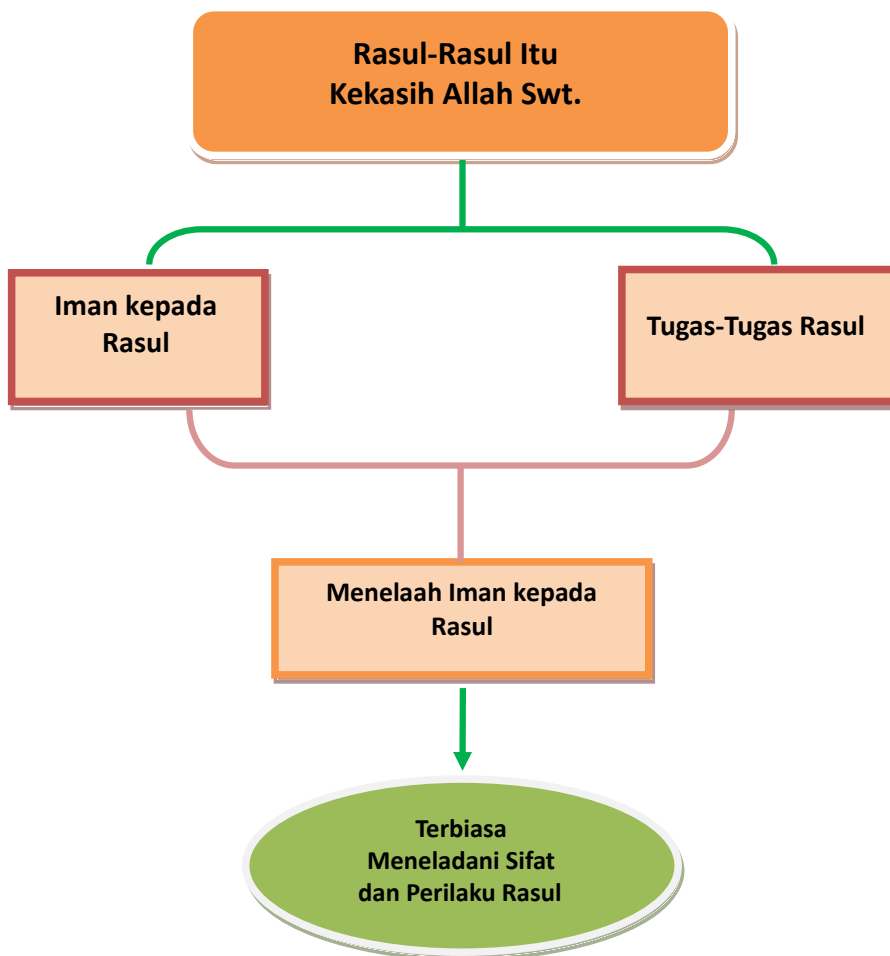 Rasul-Rasul Itu
Kekasih Allah Swt.
Iman kepada
Rasul
Tugas-Tugas Rasul
Menelaah Iman kepada
Rasul
Terbiasa
Meneladani Sifat
dan Perilaku Rasul